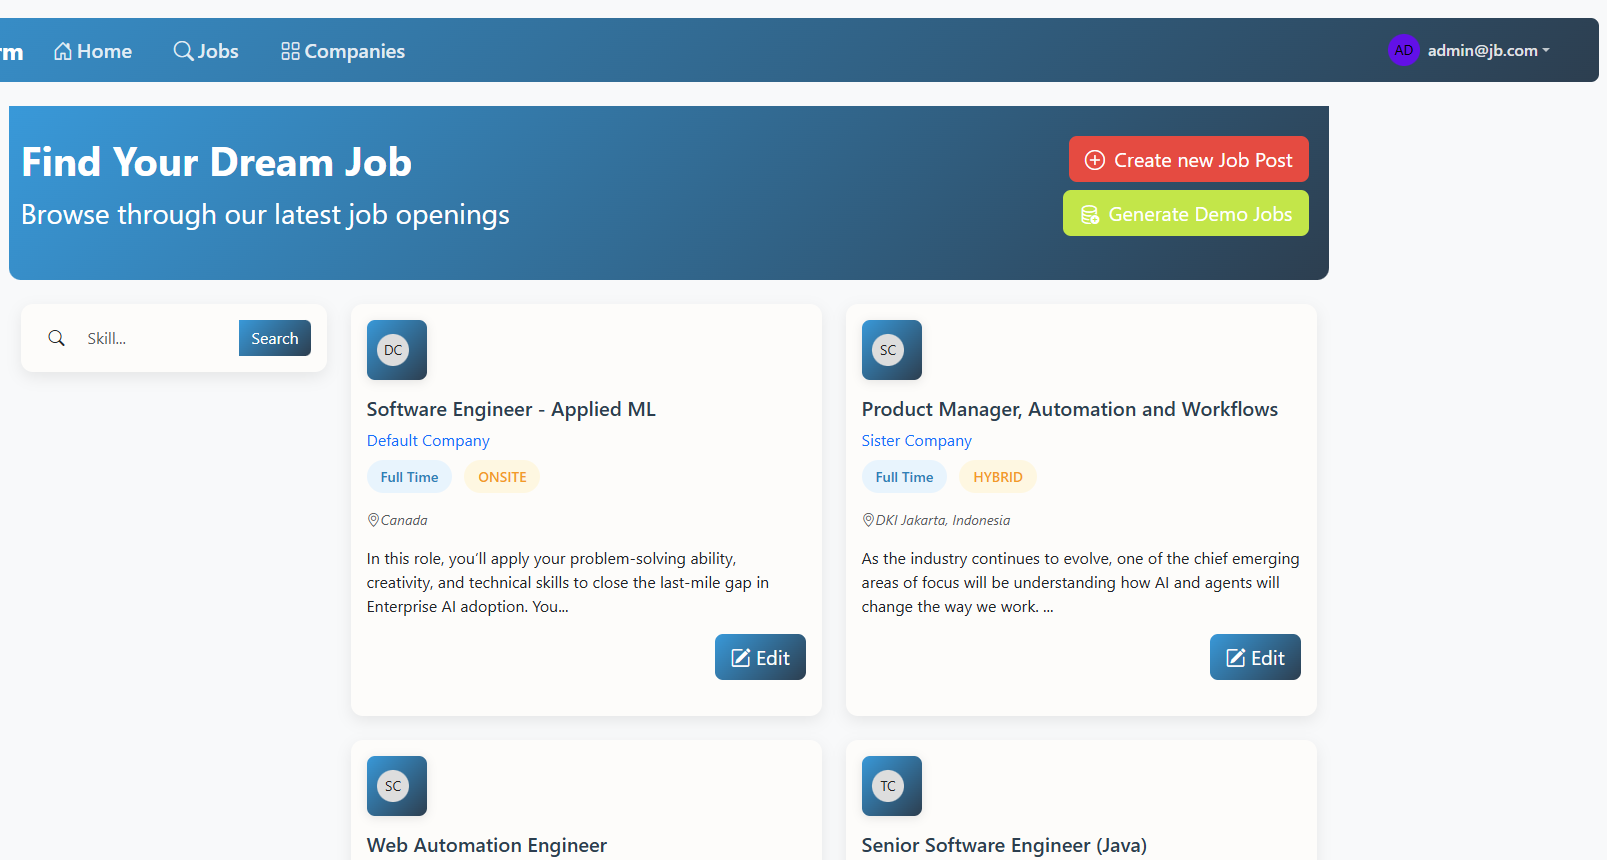 rm
Home
Jobs
Companies
AD
admin@jb.com
Find Your Dream Job
Browse through our latest job openings
Create new Job Post
Generate Demo Jobs
Skill...
Search
DC
Software Engineer - Applied ML
Default Company
Full Time
ONSITE
Canada
In this role, you’ll apply your problem-solving ability,
creativity, and technical skills to close the last-mile gap in
Enterprise AI adoption. You...
Edit
SC
Product Manager, Automation and Workflows
Sister Company
Full Time
HYBRID
DKI Jakarta, Indonesia
As the industry continues to evolve, one of the chief emerging
areas of focus will be understanding how AI and agents will
change the way we work. ...
Edit
SC
Web Automation Engineer
TC
Senior Software Engineer (Java)